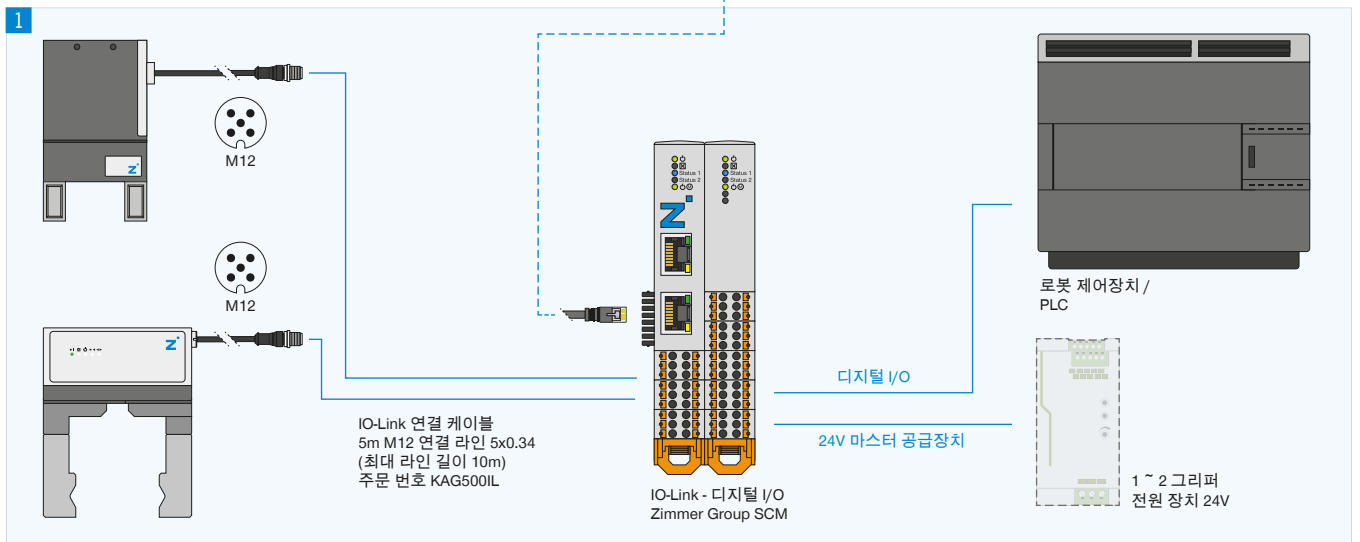 1
M12
M12
Z
Z
IO-Link 연결 케이블
5m M12 연결 라인 5x0.34
(최대 라인 길이 10m)
주문 번호 KAG500IL
Status 1
Status 2
Status 1
Status 2
Z
IO-Link - 디지털 I/O
Zimmer Group SCM
디지털 I/O
24V 마스터 공급장치
로봇 제어장치 /
PLC
1 ~ 2 그리퍼
전원 장치 24V